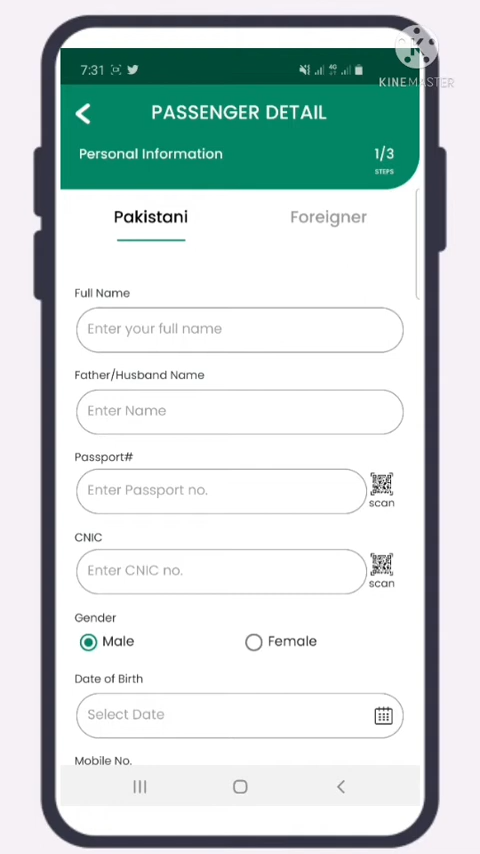 7:31
4G
KINEMASTER
PASSENGER DETAIL
Personal Information 1/3
STEPS
Pakistani Foreigner
Full Name
Enter your full name
Father/Husband Name
Enter Name
Passport#
Enter Passport no.
scan
CNIC
Enter CNIC no.
scan
Gender
Male Female
Date of Birth
Select Date
Mobile No.